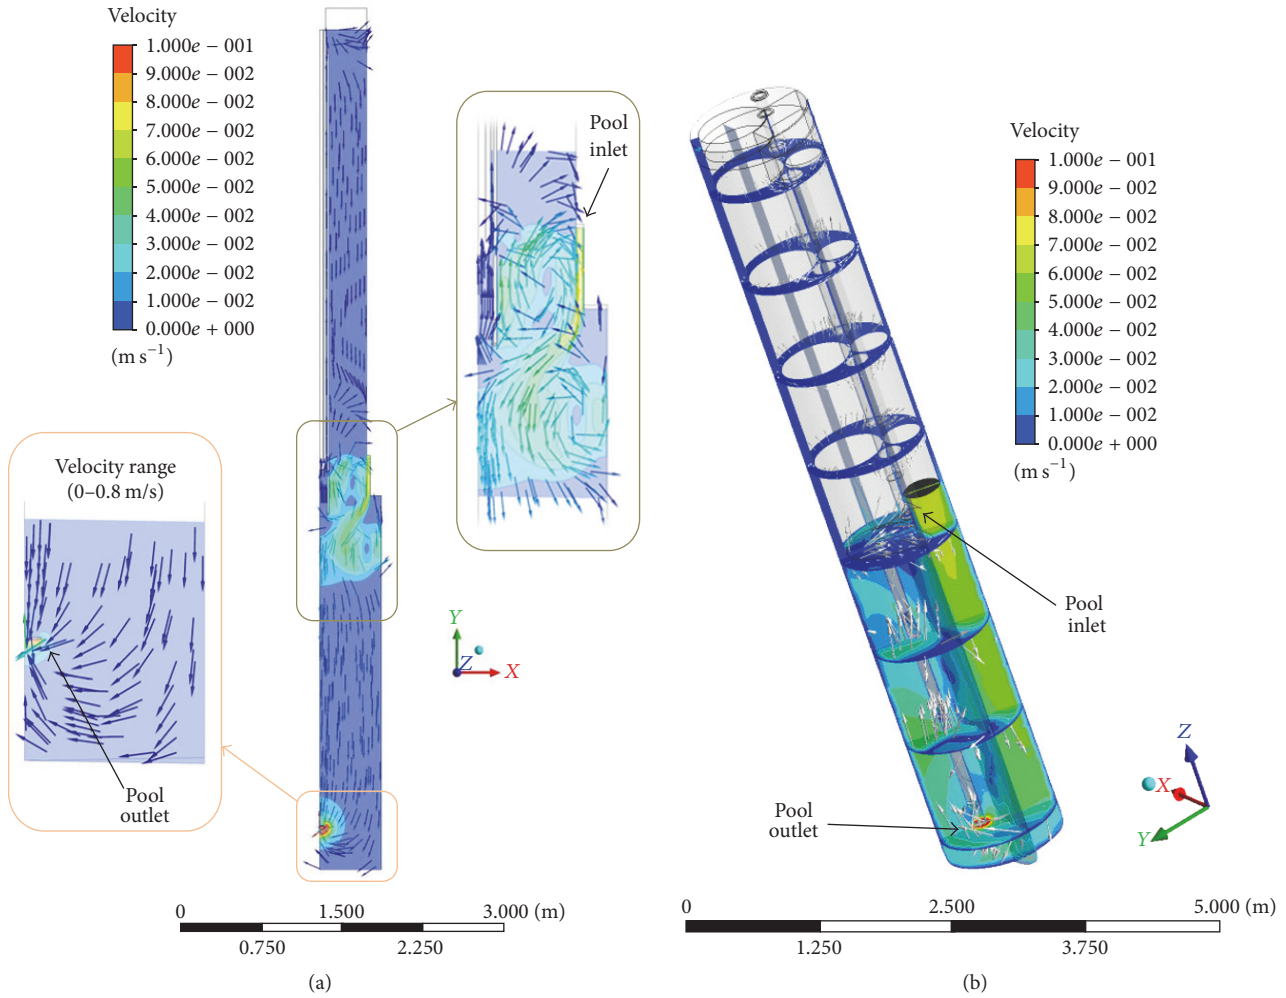 Velocity
1.000e − 001
9.000e − 002
8.000e − 002
7.000e − 002
6.000e − 002
5.000e − 002
4.000e − 002
3.000e − 002
2.000e − 002
1.000e − 002
0.000e + 000
(m s⁻¹)
Pool
inlet
Velocity range
(0–0.8 m/s)
Pool
outlet
Y
Z
X
0 1.500 3.000 (m)
0.750 2.250
(a)
Velocity
1.000e − 001
9.000e − 002
8.000e − 002
7.000e − 002
6.000e − 002
5.000e − 002
4.000e − 002
3.000e − 002
2.000e − 002
1.000e − 002
0.000e + 000
(m s⁻¹)
Pool
inlet
Pool
outlet
Z
X
Y
0 2.500 5.000 (m)
1.250 3.750
(b)